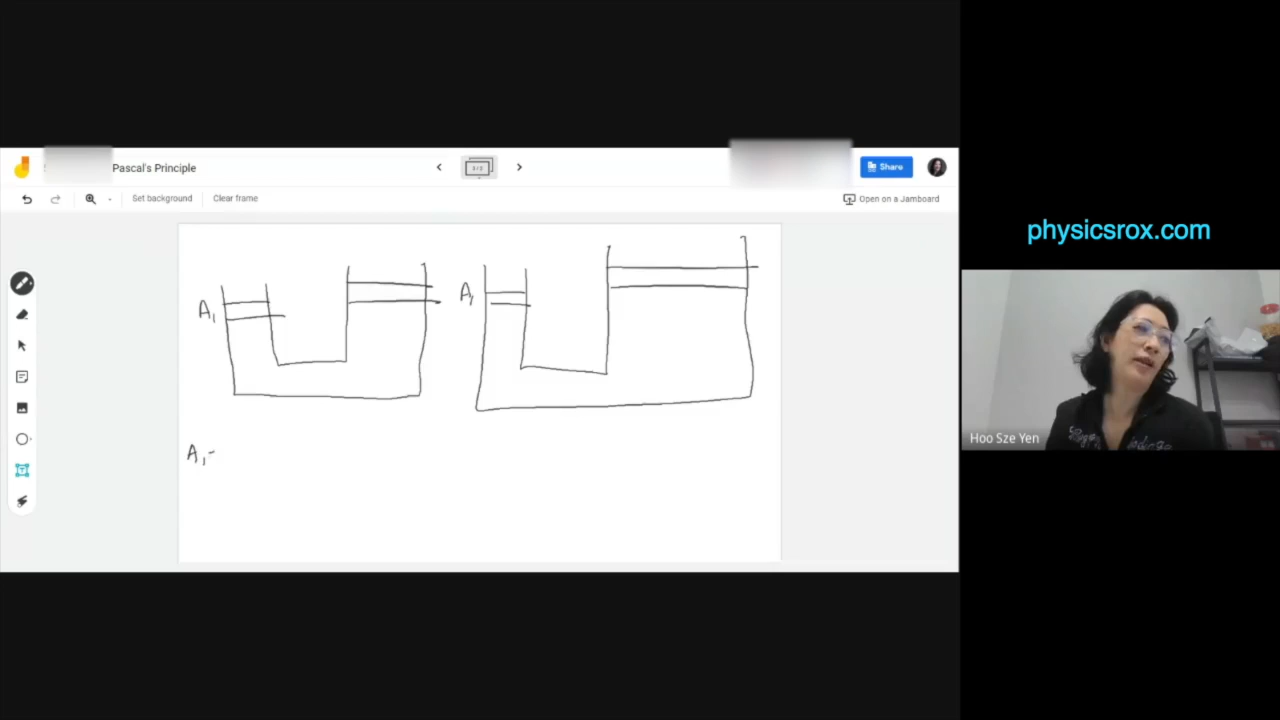 physicsrox.com
Pascal's Principle
Share
Set background
Clear frame
Open on a Jamboard
A₁
A₁
A₁-
Hoo Sze Yen